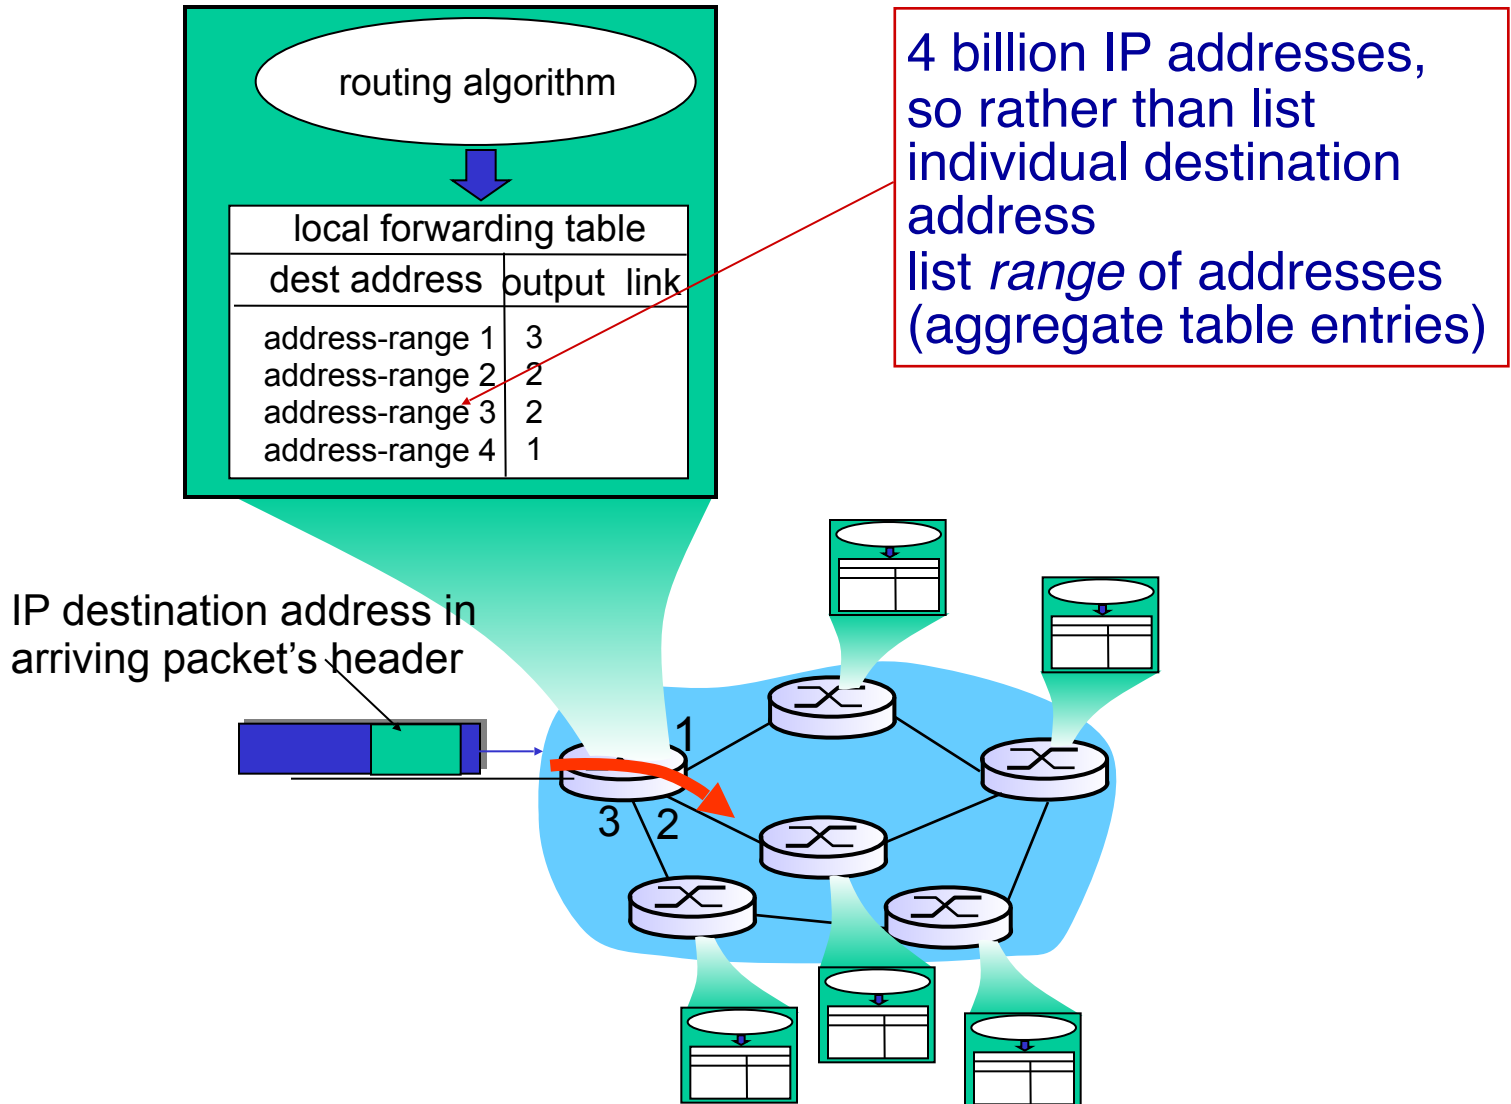 routing algorithm
local forwarding table
dest address output link
address-range 1 3
address-range 2 2
address-range 3 2
address-range 4 1
4 billion IP addresses,
so rather than list
individual destination
address
list range of addresses
(aggregate table entries)
IP destination address in
arriving packet’s header
1
3 2